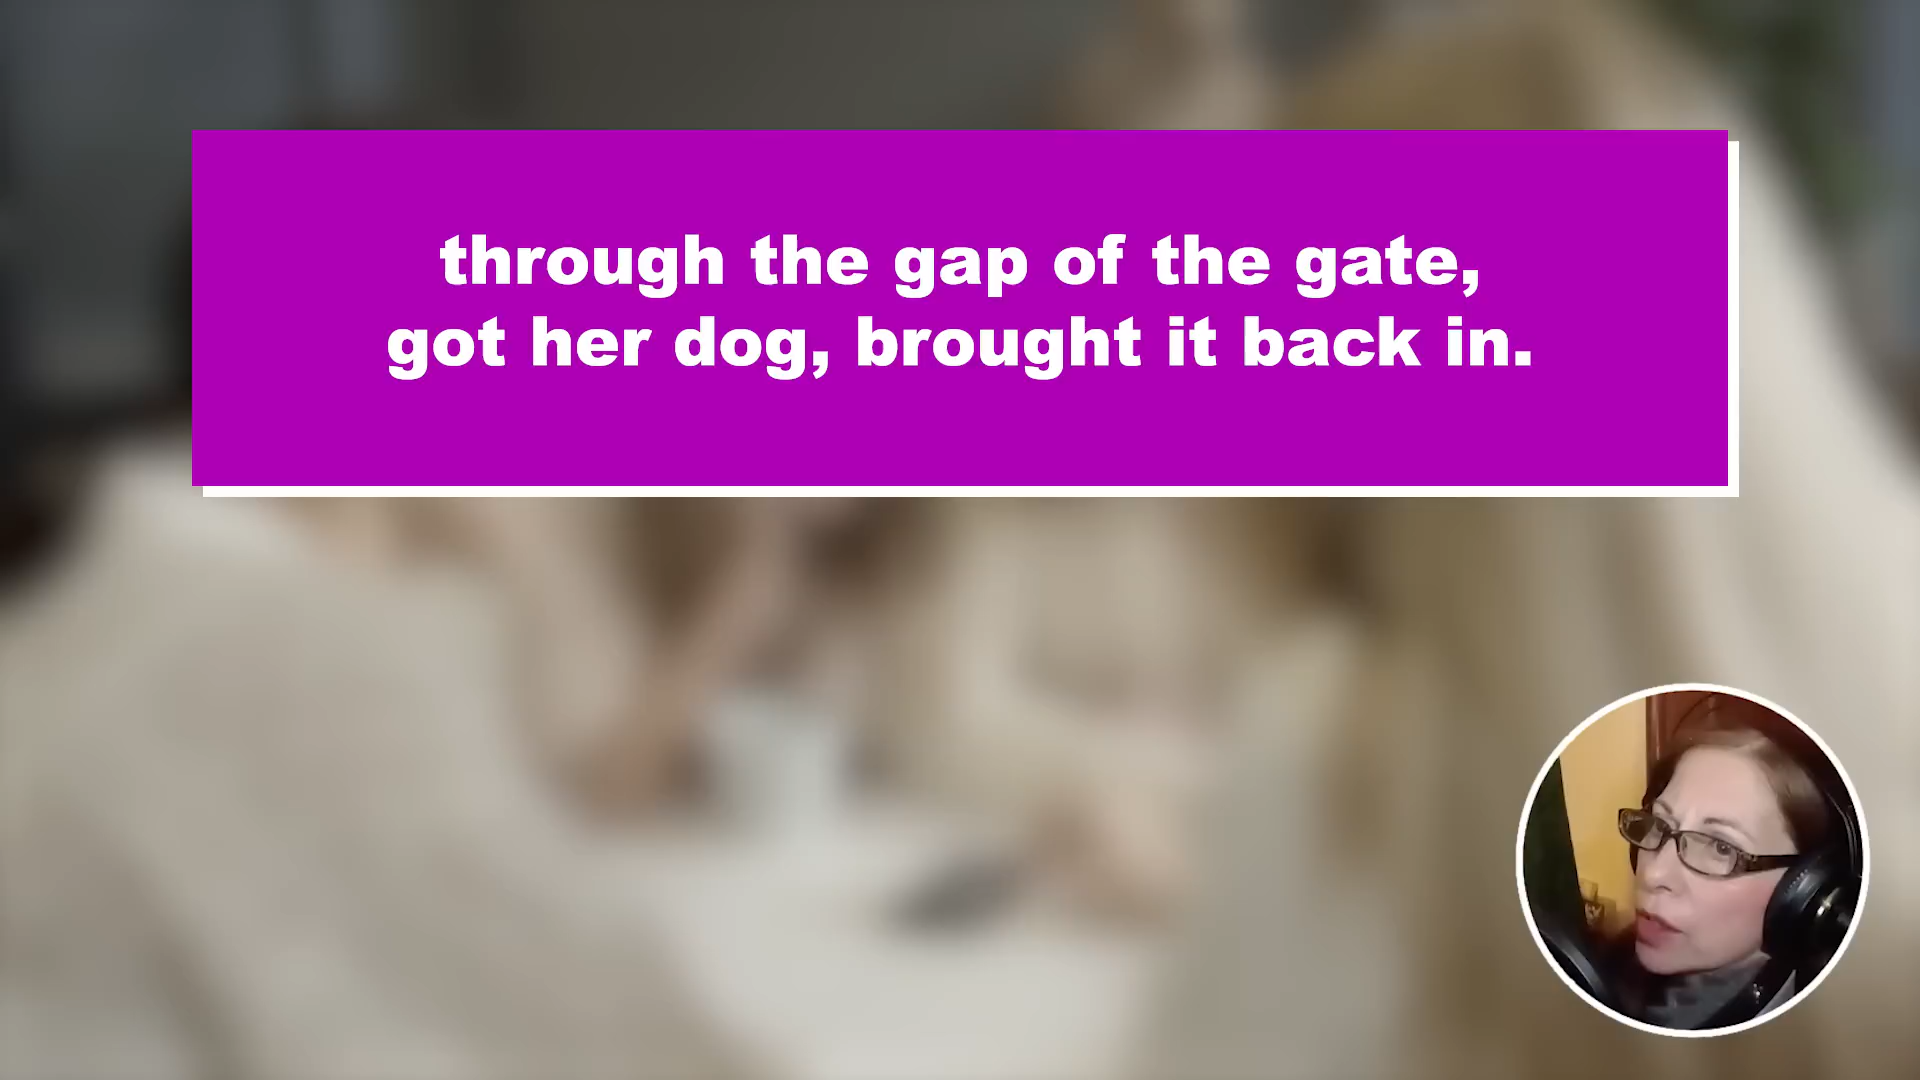 through the gap of the gate,
got her dog, brought it back in.